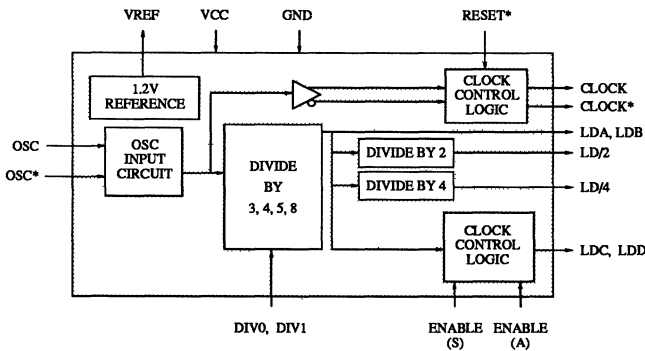 VREF
VCC
GND
RESET*
1.2V
REFERENCE
CLOCK
CONTROL
LOGIC
CLOCK
CLOCK*
OSC
OSC*
OSC
INPUT
CIRCUIT
DIVIDE
BY
3, 4, 5, 8
LDA, LDB
DIVIDE BY 2
LD/2
DIVIDE BY 4
LD/4
CLOCK
CONTROL
LOGIC
LDC, LDD
DIV0, DIV1
ENABLE
(S)
ENABLE
(A)